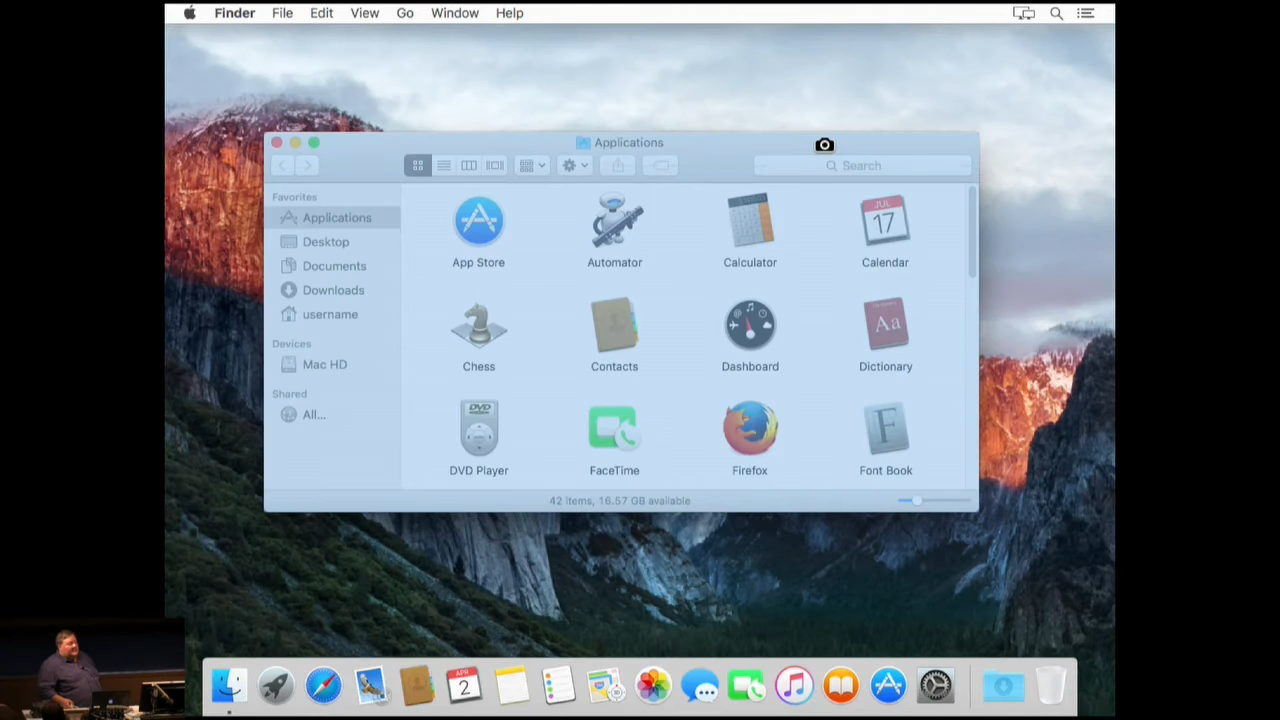 Finder File Edit View Go Window Help
Applications
Search
Favorites
Applications
Desktop
Documents
Downloads
username
Devices
Mac HD
Shared
All...
App Store Automator Calculator Calendar
JUL
17
Chess Contacts Dashboard Dictionary
Aa
DVD
F
DVD Player FaceTime Firefox Font Book
42 items, 16.57 GB available
APR
2